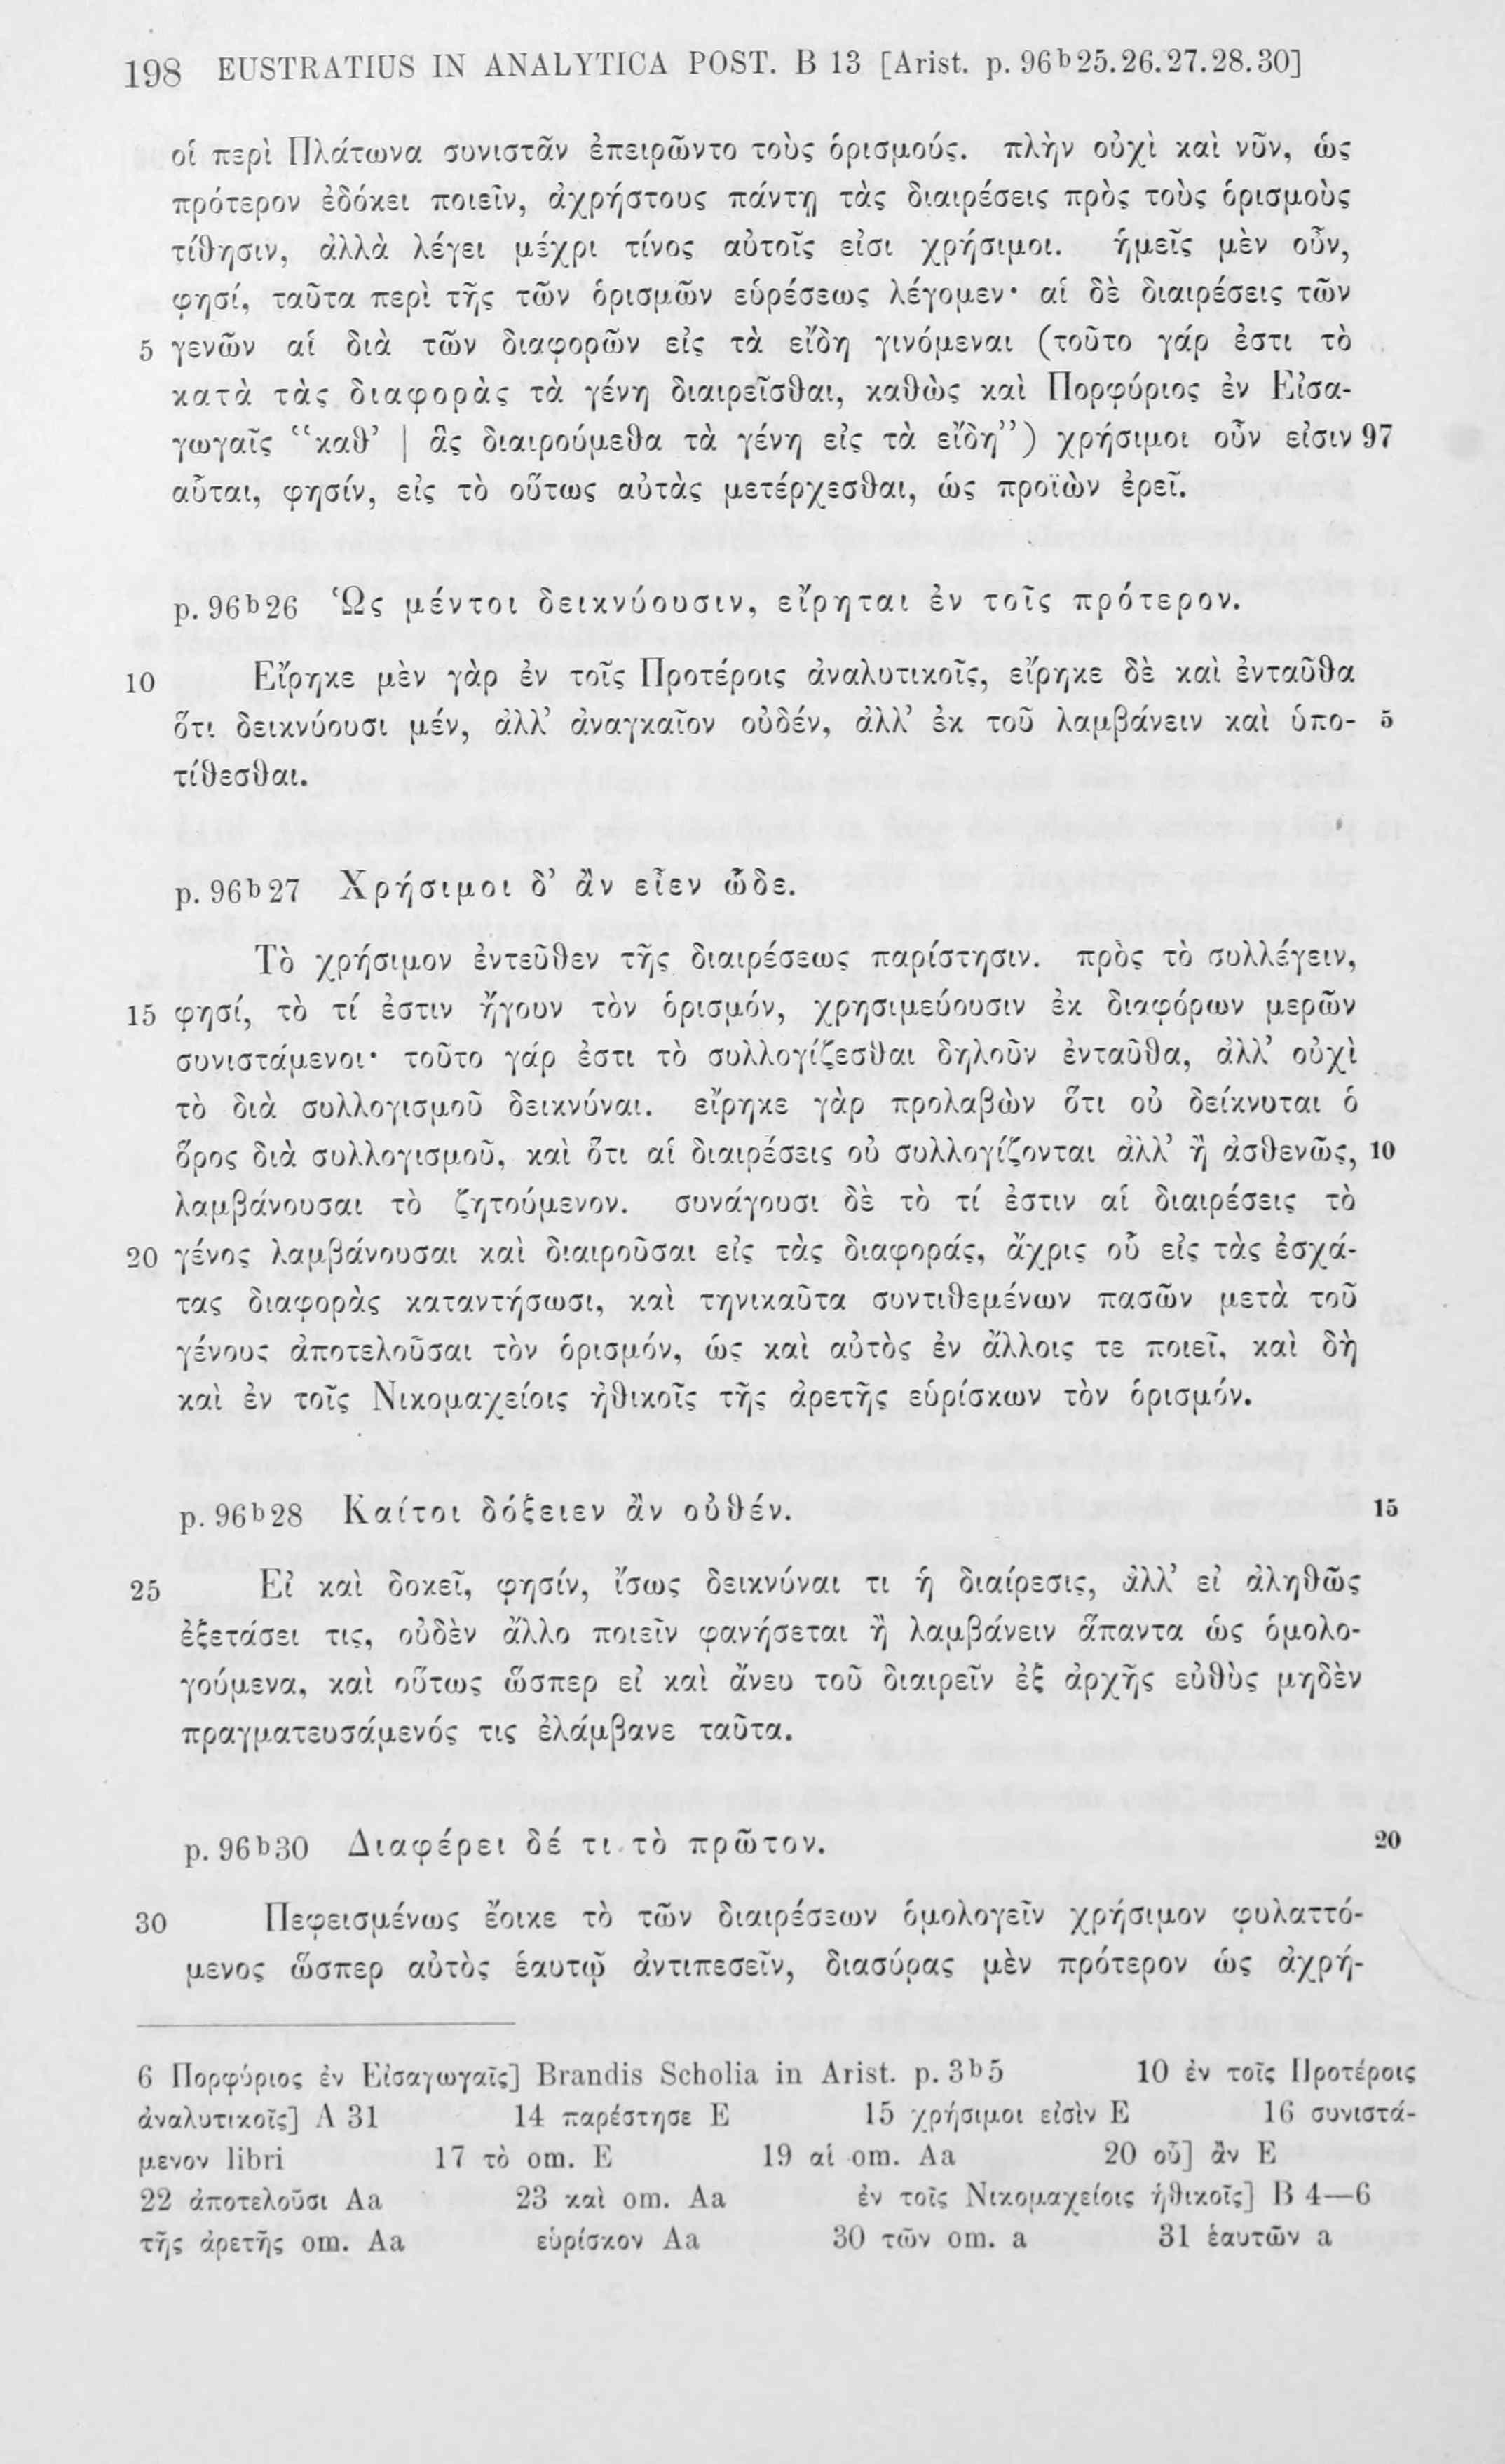 198 EUSTRATIUS IN ANALYTICA POST. B 13 [Arist. p. 96b25.26.27.28.30]
οἱ περὶ Πλάτωνα συνιστᾶν ἐπειρῶντο τοὺς ὁρισμούς. πλὴν οὐχὶ καὶ νῦν, ὡς
πρότερον ἐδόκει ποιεῖν, ἀχρήστους πάντῃ τὰς διαιρέσεις πρὸς τοὺς ὁρισμοὺς
τίθησιν, ἀλλὰ λέγει μέχρι τίνος αὐτοῖς εἰσι χρήσιμοι. ἡμεῖς μὲν οὖν,
φησί, ταῦτα περὶ τῆς τῶν ὁρισμῶν εὑρέσεως λέγομεν· αἱ δὲ διαιρέσεις τῶν
5 γενῶν αἱ διὰ τῶν διαφορῶν εἰς τὰ εἴδη γινόμεναι (τοῦτο γάρ ἐστι τὸ
κατὰ τὰς διαφορὰς τὰ γένη διαιρεῖσθαι, καθὼς καὶ Πορφύριος ἐν Εἰσα-
γωγαῖς “καθ’ | ἃς διαιρούμεθα τὰ γένη εἰς τὰ εἴδη”) χρήσιμοι οὖν εἰσιν 97
αὗται, φησίν, εἰς τὸ οὕτως αὐτὰς μετέρχεσθαι, ὡς προϊὼν ἐρεῖ.
p. 96b26 Ὡς μέντοι δεικνύουσιν, εἴρηται ἐν τοῖς πρότερον.
10 Εἴρηκε μὲν γὰρ ἐν τοῖς Προτέροις ἀναλυτικοῖς, εἴρηκε δὲ καὶ ἐνταῦθα
ὅτι δεικνύουσι μέν, ἀλλ’ ἀναγκαῖον οὐδέν, ἀλλ’ ἐκ τοῦ λαμβάνειν καὶ ὑπο- 5
τίθεσθαι.
p. 96b27 Χρήσιμοι δ’ ἂν εἶεν ὧδε.
Τὸ χρήσιμον ἐντεῦθεν τῆς διαιρέσεως παρίστησιν. πρὸς τὸ συλλέγειν,
15 φησί, τὸ τί ἐστιν ἤγουν τὸν ὁρισμόν, χρησιμεύουσιν ἐκ διαφόρων μερῶν
συνιστάμενοι· τοῦτο γάρ ἐστι τὸ συλλογίζεσθαι δηλοῦν ἐνταῦθα, ἀλλ’ οὐχὶ
τὸ διὰ συλλογισμοῦ δεικνύναι. εἴρηκε γὰρ προλαβὼν ὅτι οὐ δείκνυται ὁ
ὅρος διὰ συλλογισμοῦ, καὶ ὅτι αἱ διαιρέσεις οὐ συλλογίζονται ἀλλ’ ἢ ἀσθενῶς, 10
λαμβάνουσαι τὸ ζητούμενον. συνάγουσι δὲ τὸ τί ἐστιν αἱ διαιρέσεις τὸ
20 γένος λαμβάνουσαι καὶ διαιροῦσαι εἰς τὰς διαφοράς, ἄχρις οὗ εἰς τὰς ἐσχά-
τας διαφορὰς καταντήσωσι, καὶ τηνικαῦτα συντιθεμένων πασῶν μετὰ τοῦ
γένους ἀποτελοῦσαι τὸν ὁρισμόν, ὡς καὶ αὐτὸς ἐν ἄλλοις τε ποιεῖ, καὶ δὴ
καὶ ἐν τοῖς Νικομαχείοις ἠθικοῖς τῆς ἀρετῆς εὑρίσκων τὸν ὁρισμόν.
p. 96b28 Καίτοι δόξειεν ἂν οὐθέν. 15
25 Εἰ καὶ δοκεῖ, φησίν, ἴσως δεικνύναι τι ἡ διαίρεσις, ἀλλ’ εἰ ἀληθῶς
ἐξετάσει τις, οὐδὲν ἄλλο ποιεῖν φανήσεται ἢ λαμβάνειν ἅπαντα ὡς ὁμολο-
γούμενα, καὶ οὕτως ὥσπερ εἰ καὶ ἄνευ τοῦ διαιρεῖν ἐξ ἀρχῆς εὐθὺς μηδὲν
πραγματευσάμενός τις ἐλάμβανε ταῦτα.
p. 96b30 Διαφέρει δέ τι τὸ πρῶτον. 20
30 Πεφεισμένως ἔοικε τὸ τῶν διαιρέσεων ὁμολογεῖν χρήσιμον φυλαττό-
μενος ὥσπερ αὐτὸς ἑαυτῷ ἀντιπεσεῖν, διασύρας μὲν πρότερον ὡς ἀχρή-
6 Πορφύριος ἐν Εἰσαγωγαῖς] Brandis Scholia in Arist. p. 3b5 10 ἐν τοῖς Προτέροις
ἀναλυτικοῖς] A 31 14 παρέστησε E 15 χρήσιμοι εἰσὶν E 16 συνιστά-
μενον libri 17 τὸ om. E 19 αἱ om. Aa 20 οὗ] ἂν E
22 ἀποτελοῦσι Aa 23 καὶ om. Aa ἐν τοῖς Νικομαχείοις ἠθικοῖς] B 4—6
τῆς ἀρετῆς om. Aa εὑρίσκον Aa 30 τῶν om. a 31 ἑαυτῶν a